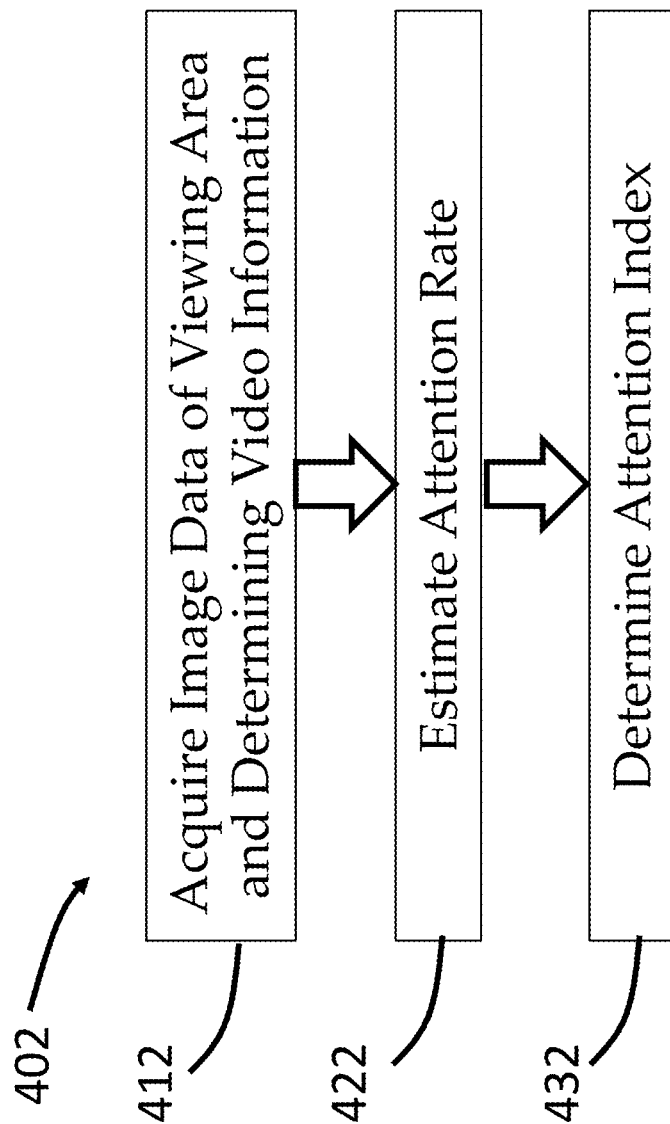 402
412
Acquire Image Data of Viewing Area
and Determining Video Information
422
Estimate Attention Rate
432
Determine Attention Index